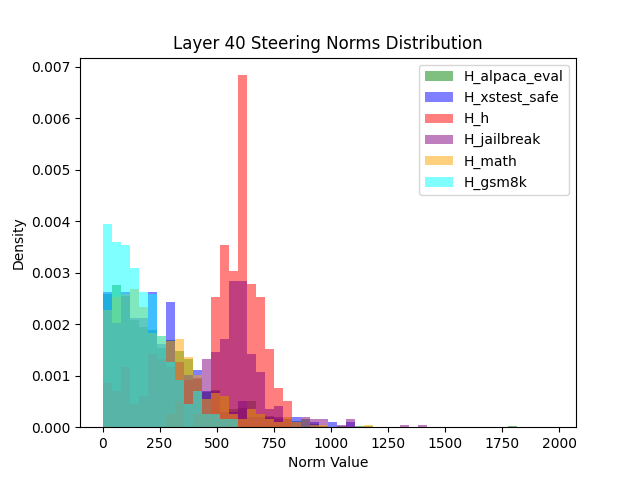 Layer 40 Steering Norms Distribution
0.007
0.006
0.005
0.004
0.003
0.002
0.001
0.000
Density
H_alpaca_eval
H_xstest_safe
H_h
H_jailbreak
H_math
H_gsm8k
0
250
500
750
1000
1250
1500
1750
2000
Norm Value